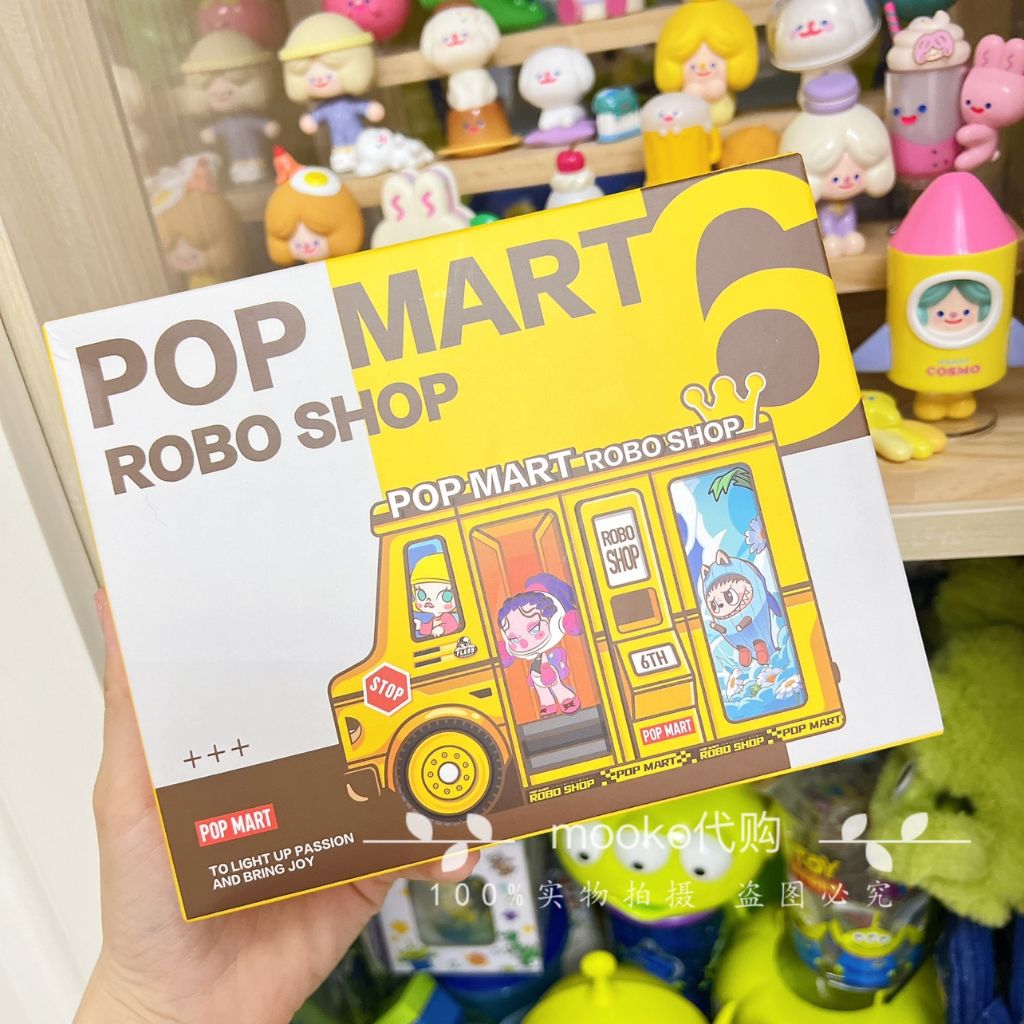 POP MART 6
ROBO SHOP
POP MART ROBO SHOP
ROBO
SHOP
6TH
STOP
POP MART
ROBO SHOP
POP MART
ROBO SHOP
POP MART
+++
POP MART
TO LIGHT UP PASSION
AND BRING JOY
COSMO
TOY
mooko代购
100%实物拍摄 盗图必究